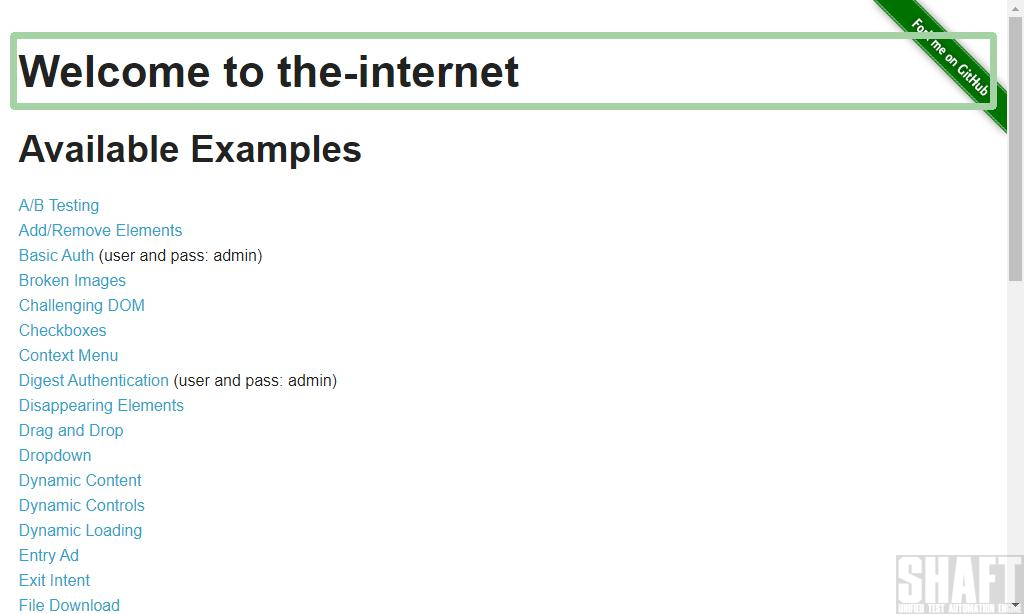 Fork me on GitHub
Welcome to the-internet
Available Examples
A/B Testing
Add/Remove Elements
Basic Auth (user and pass: admin)
Broken Images
Challenging DOM
Checkboxes
Context Menu
Digest Authentication (user and pass: admin)
Disappearing Elements
Drag and Drop
Dropdown
Dynamic Content
Dynamic Controls
Dynamic Loading
Entry Ad
Exit Intent
File Download
SHAFT
UNIFIED TEST AUTOMATION